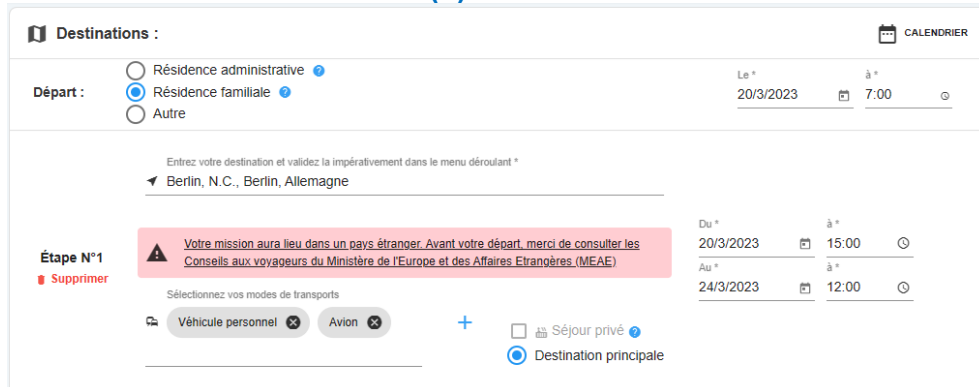 Destinations :
CALENDRIER
Départ :
Résidence administrative
Résidence familiale
Autre
Le *
à *
20/3/2023
7:00
Entrez votre destination et validez la impérativement dans le menu déroulant *
Berlin, N.C., Berlin, Allemagne
Étape N°1
Supprimer
Votre mission aura lieu dans un pays étranger. Avant votre départ, merci de consulter les
Conseils aux voyageurs du Ministère de l'Europe et des Affaires Etrangères (MEAE)
Du *
à *
20/3/2023
15:00
Au *
à *
24/3/2023
12:00
Sélectionnez vos modes de transports
Véhicule personnel
Avion
+
Séjour privé
Destination principale